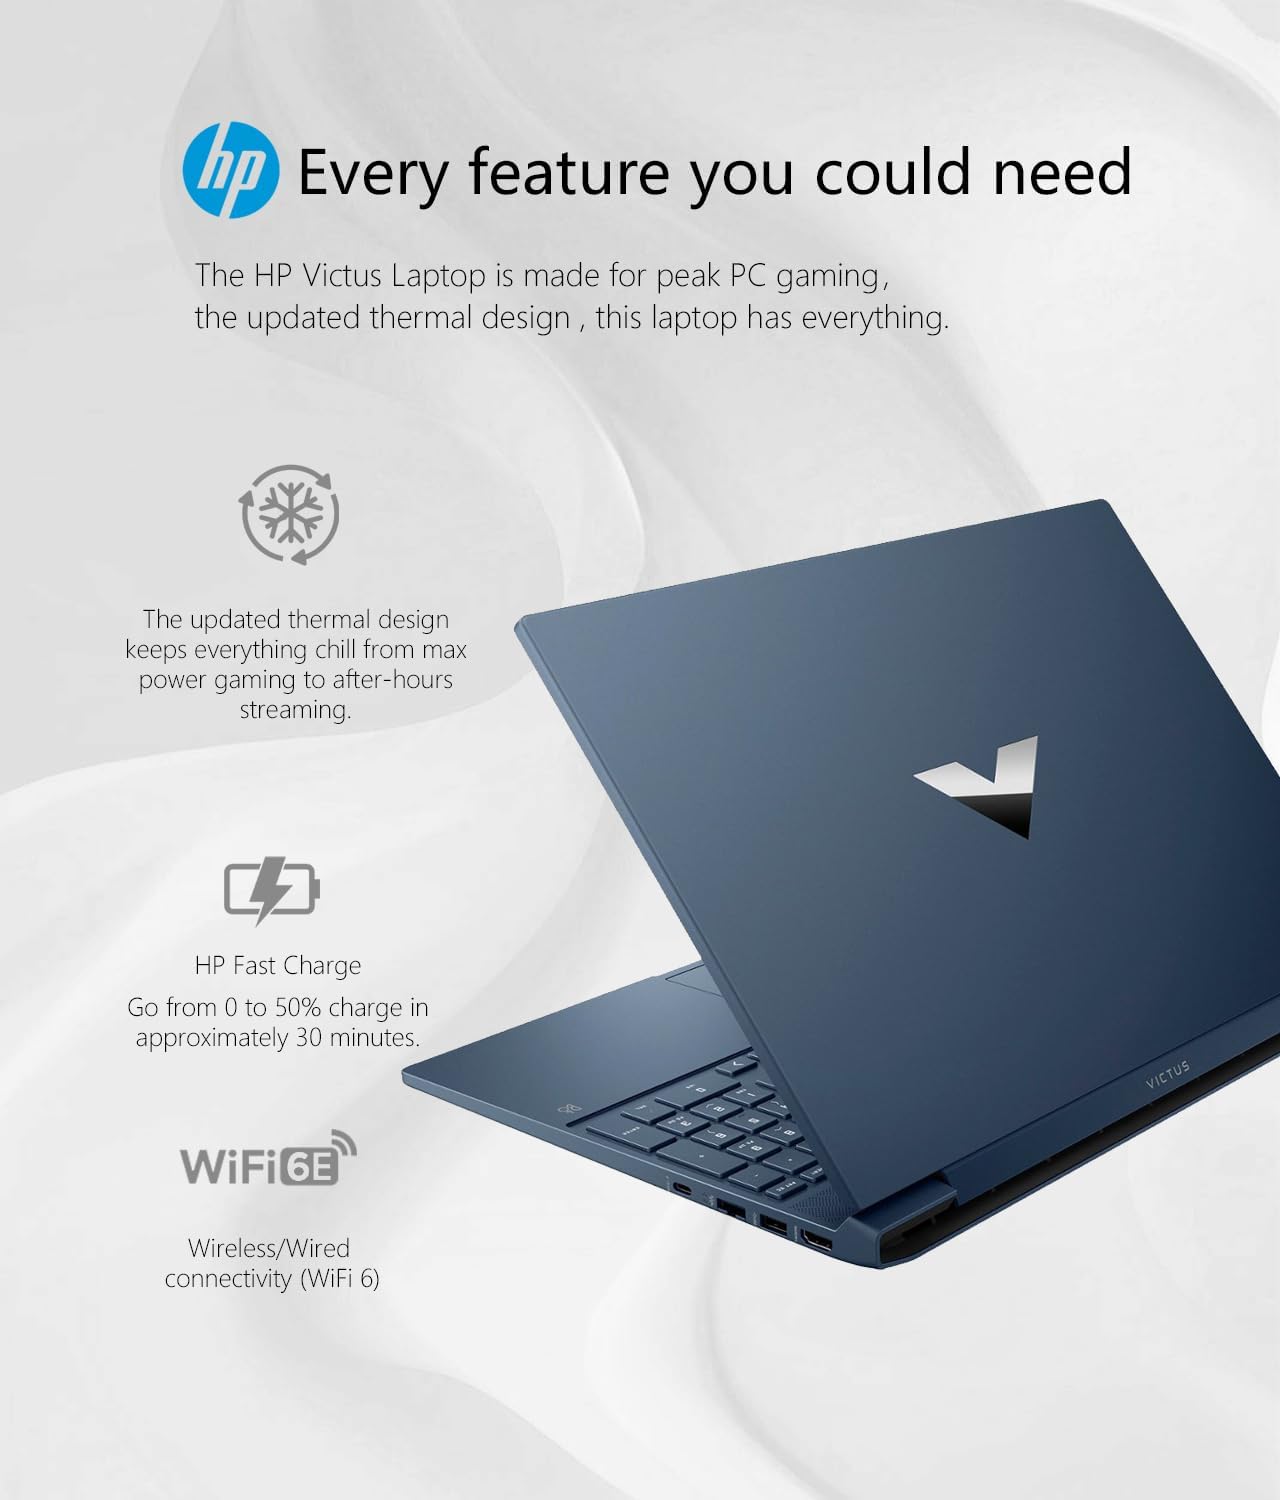 hp Every feature you could need
The HP Victus Laptop is made for peak PC gaming,
the updated thermal design , this laptop has everything.
The updated thermal design
keeps everything chill from max
power gaming to after-hours
streaming.
HP Fast Charge
Go from 0 to 50% charge in
approximately 30 minutes.
WiFi 6E
Wireless/Wired
connectivity (WiFi 6)
VICTUS